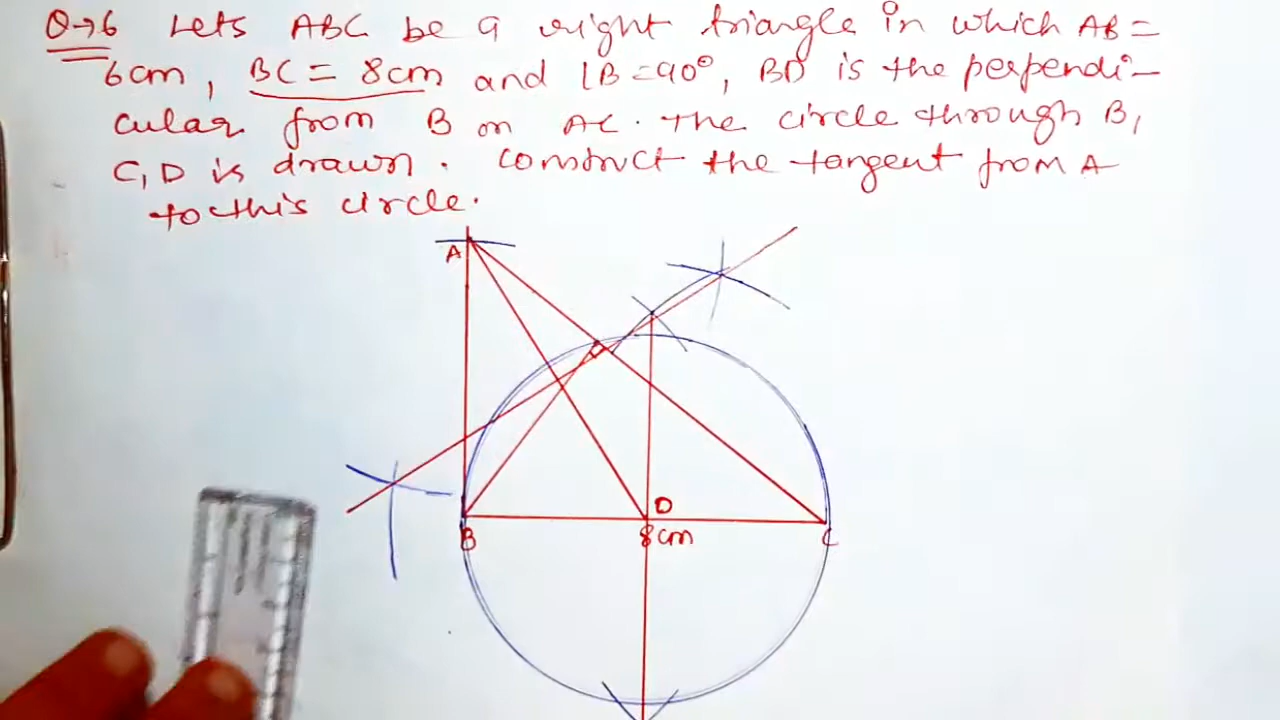 Q→6 Lets ABC be a right triangle in which AB =
6cm, BC = 8cm and ∠B = 90°, BD is the perpendi-
cular from B on AC. The circle through B,
C, D is drawn. construct the tangent from A
to this circle.
A
D
B 8cm C